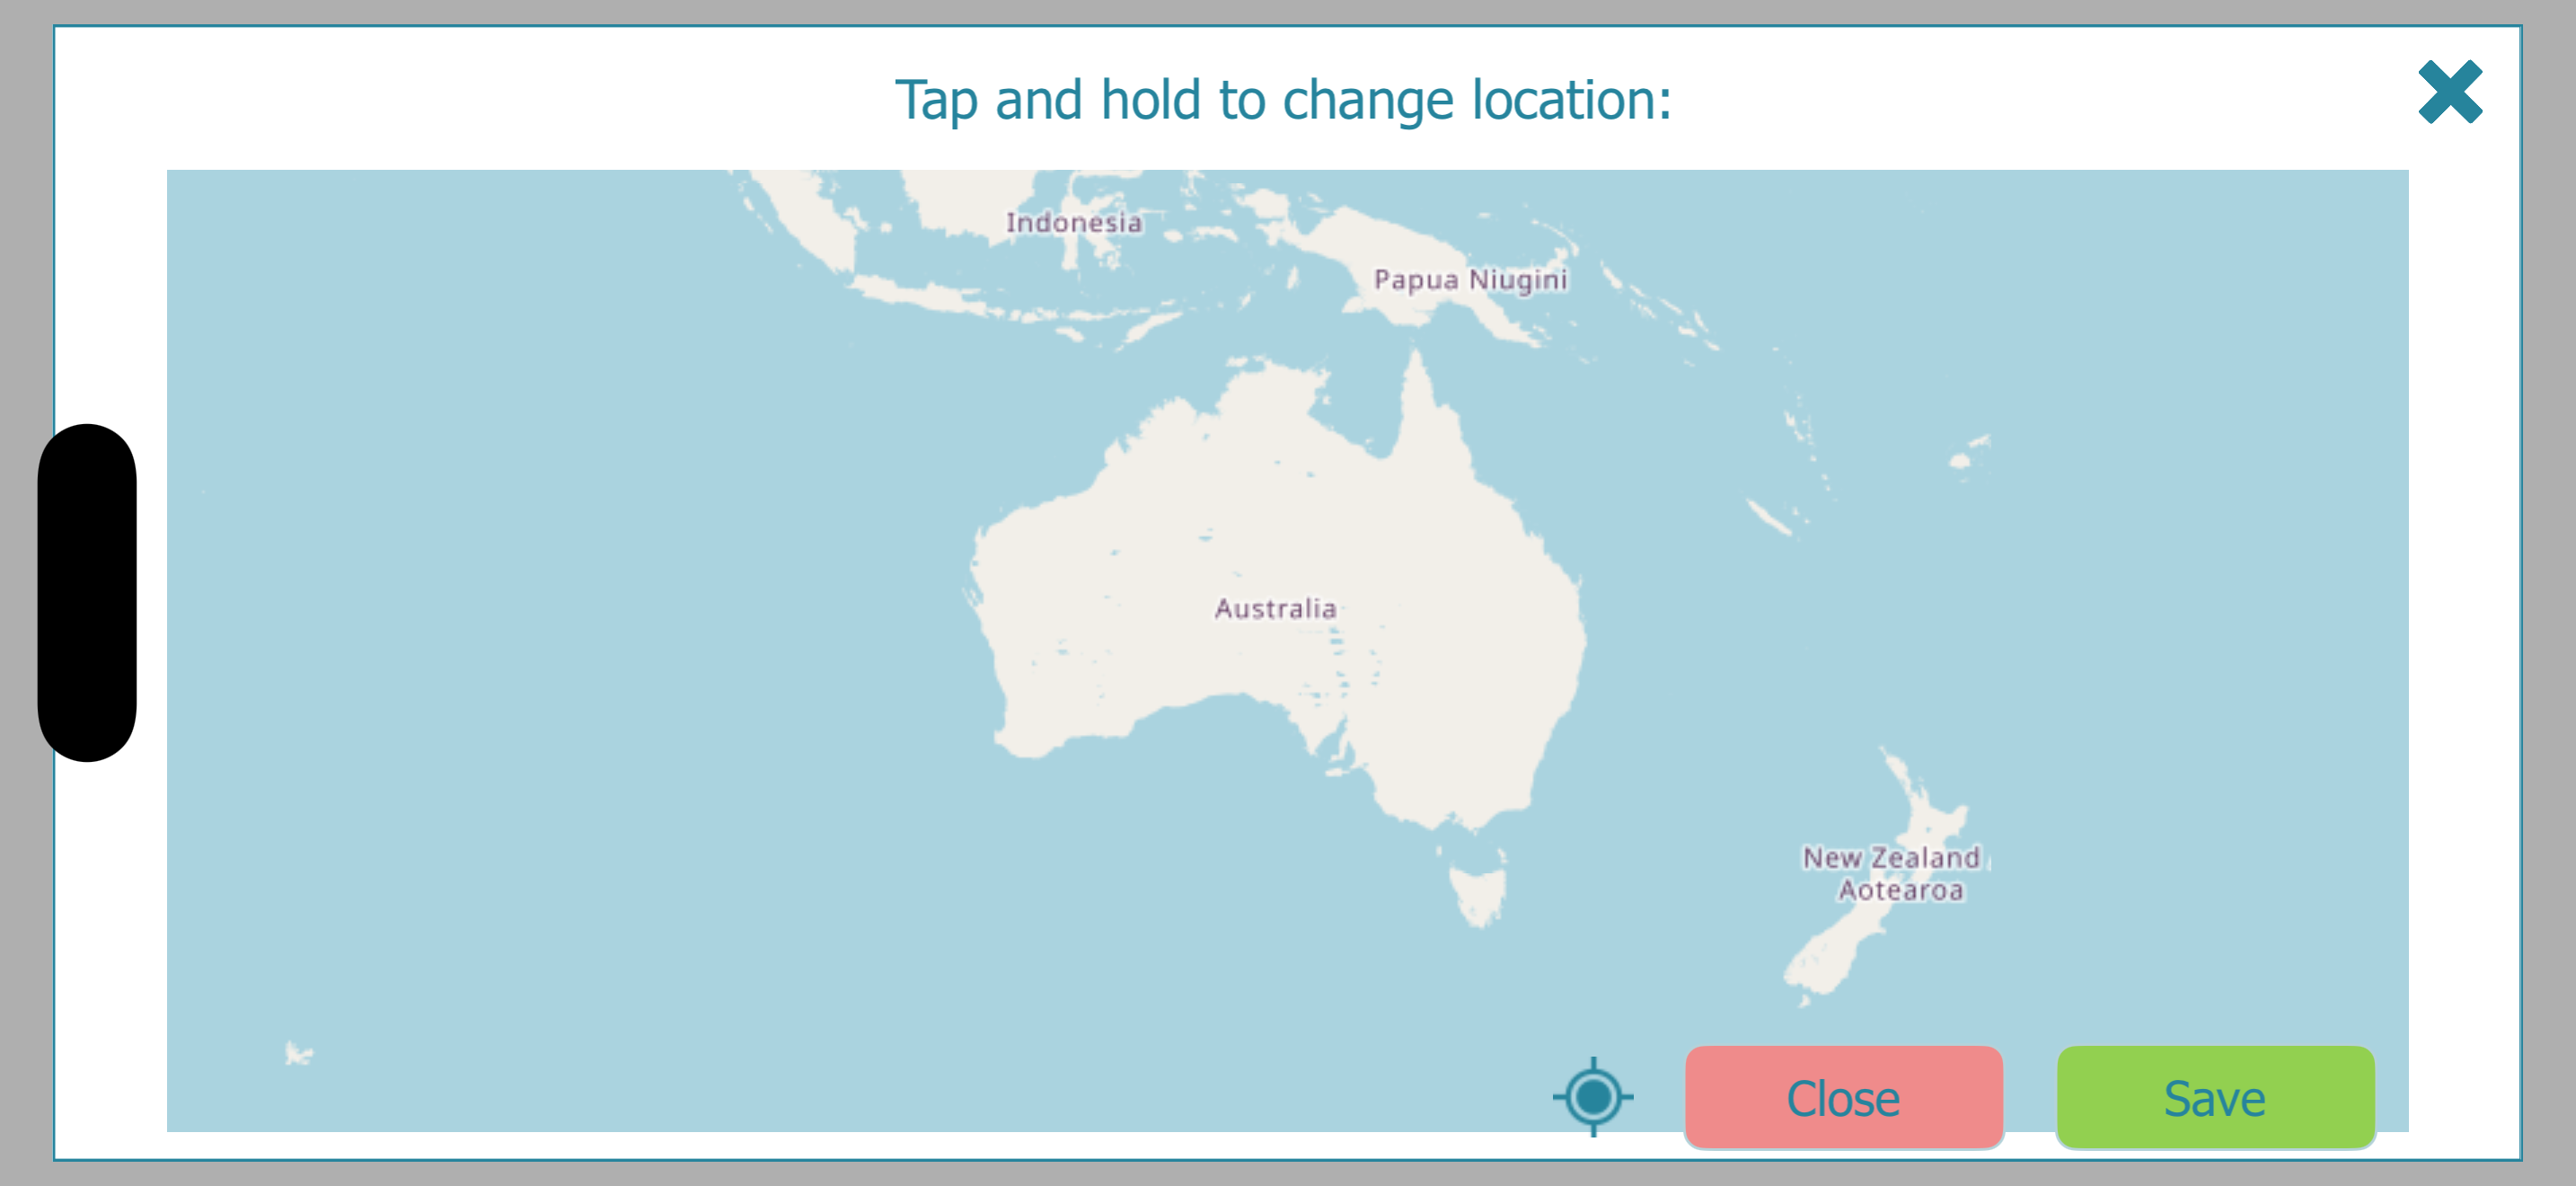 Tap and hold to change location:
Indonesia
Papua Niugini
Australia
New Zealand
Aotearoa
Close
Save